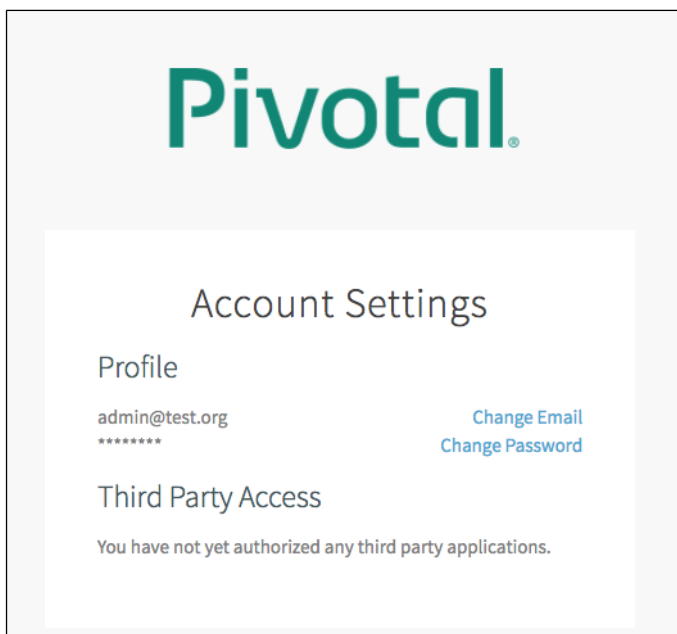 Pivotal®
Account Settings
Profile
admin@test.org Change Email
******** Change Password
Third Party Access
You have not yet authorized any third party applications.